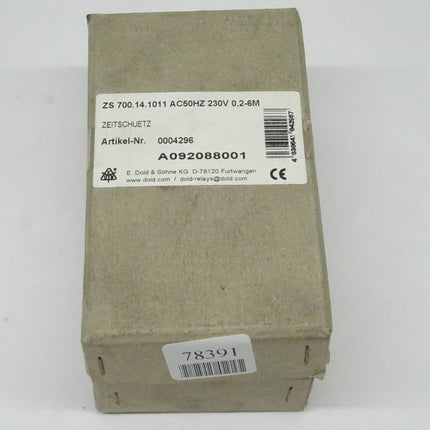 ZS 700.14.1011 AC50HZ 230V 0,2-6M
ZEITSCHUETZ
Artikel-Nr. 0004296
A092088001
E. Dold & Söhne KG. D-78120 Furtwangen
www.dold.com / dold-relays@dold.com
CE
78391